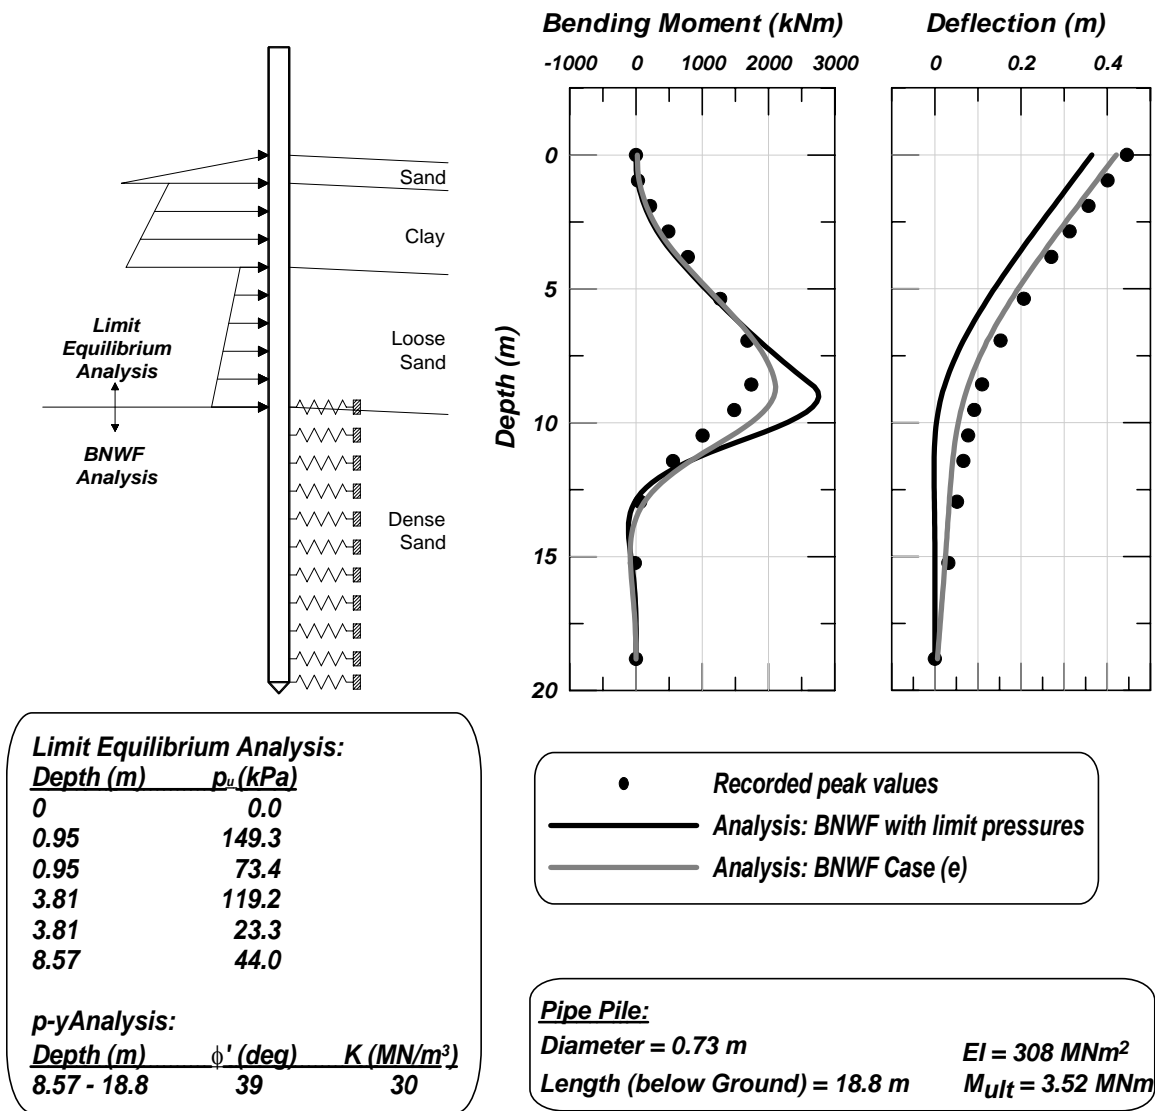 Bending Moment (kNm)
-1000 0 1000 2000 3000
Deflection (m)
0 0.2 0.4
Depth (m)
0
5
10
15
20
Sand
Clay
Loose
Sand
Dense
Sand
Limit
Equilibrium
Analysis
BNWF
Analysis
Limit Equilibrium Analysis:
Depth (m) pu (kPa)
0 0.0
0.95 149.3
0.95 73.4
3.81 119.2
3.81 23.3
8.57 44.0
p-yAnalysis:
Depth (m) ϕ' (deg) K (MN/m³)
8.57 - 18.8 39 30
Recorded peak values
Analysis: BNWF with limit pressures
Analysis: BNWF Case (e)
Pipe Pile:
Diameter = 0.73 m
Length (below Ground) = 18.8 m
EI = 308 MNm²
Mult = 3.52 MNm